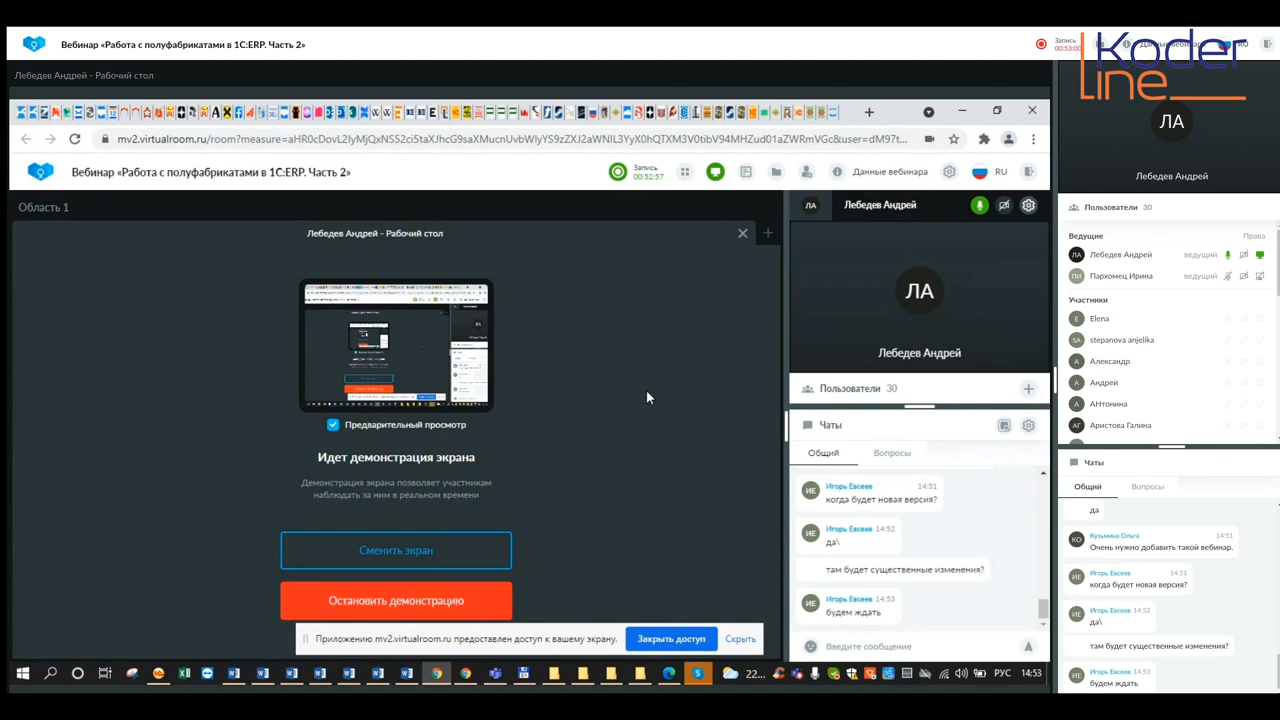 Вебинар «Работа с полуфабрикатами в 1С:ERP. Часть 2»
Запись
00:53:00
Данные вебинара
RU
Koder
line
Лебедев Андрей - Рабочий стол
Вебинар «Работа с полуфабрикатами в 1С:ERP. Часть 2»
Запись
00:52:57
Данные вебинара
RU
Область 1
Лебедев Андрей - Рабочий стол
Предварительный просмотр
Идет демонстрация экрана
Демонстрация экрана позволяет участникам
наблюдать за ним в реальном времени
Сменить экран
Остановить демонстрацию
Приложению mv2.virtualroom.ru предоставлен доступ к вашему экрану.
Закрыть доступ
Скрыть
ЛА
Лебедев Андрей
ЛА
Лебедев Андрей
Пользователи 30
Чаты
Общий
Вопросы
ИЕ
Игорь Евсеев 14:51
когда будет новая версия?
ИЕ
Игорь Евсеев 14:52
да\
там будет существенные изменения?
ИЕ
Игорь Евсеев 14:53
будем ждать
Введите сообщение
22...
РУС
14:53
ЛА
Лебедев Андрей
Пользователи 30
Ведущие
Права
ЛА
Лебедев Андрей
ведущий
ПИ
Пархомец Ирина
ведущий
Участники
E
Elena
SA
stepanova anjelika
А
Александр
А
Андрей
А
АНтонина
АГ
Аристова Галина
Чаты
Общий
Вопросы
да
КО
Кузьмина Ольга 14:51
Очень нужно добавить такой вебинар.
ИЕ
Игорь Евсеев 14:51
когда будет новая версия?
ИЕ
Игорь Евсеев 14:52
да\
там будет существенные изменения?
ИЕ
Игорь Евсеев 14:53
будем ждать